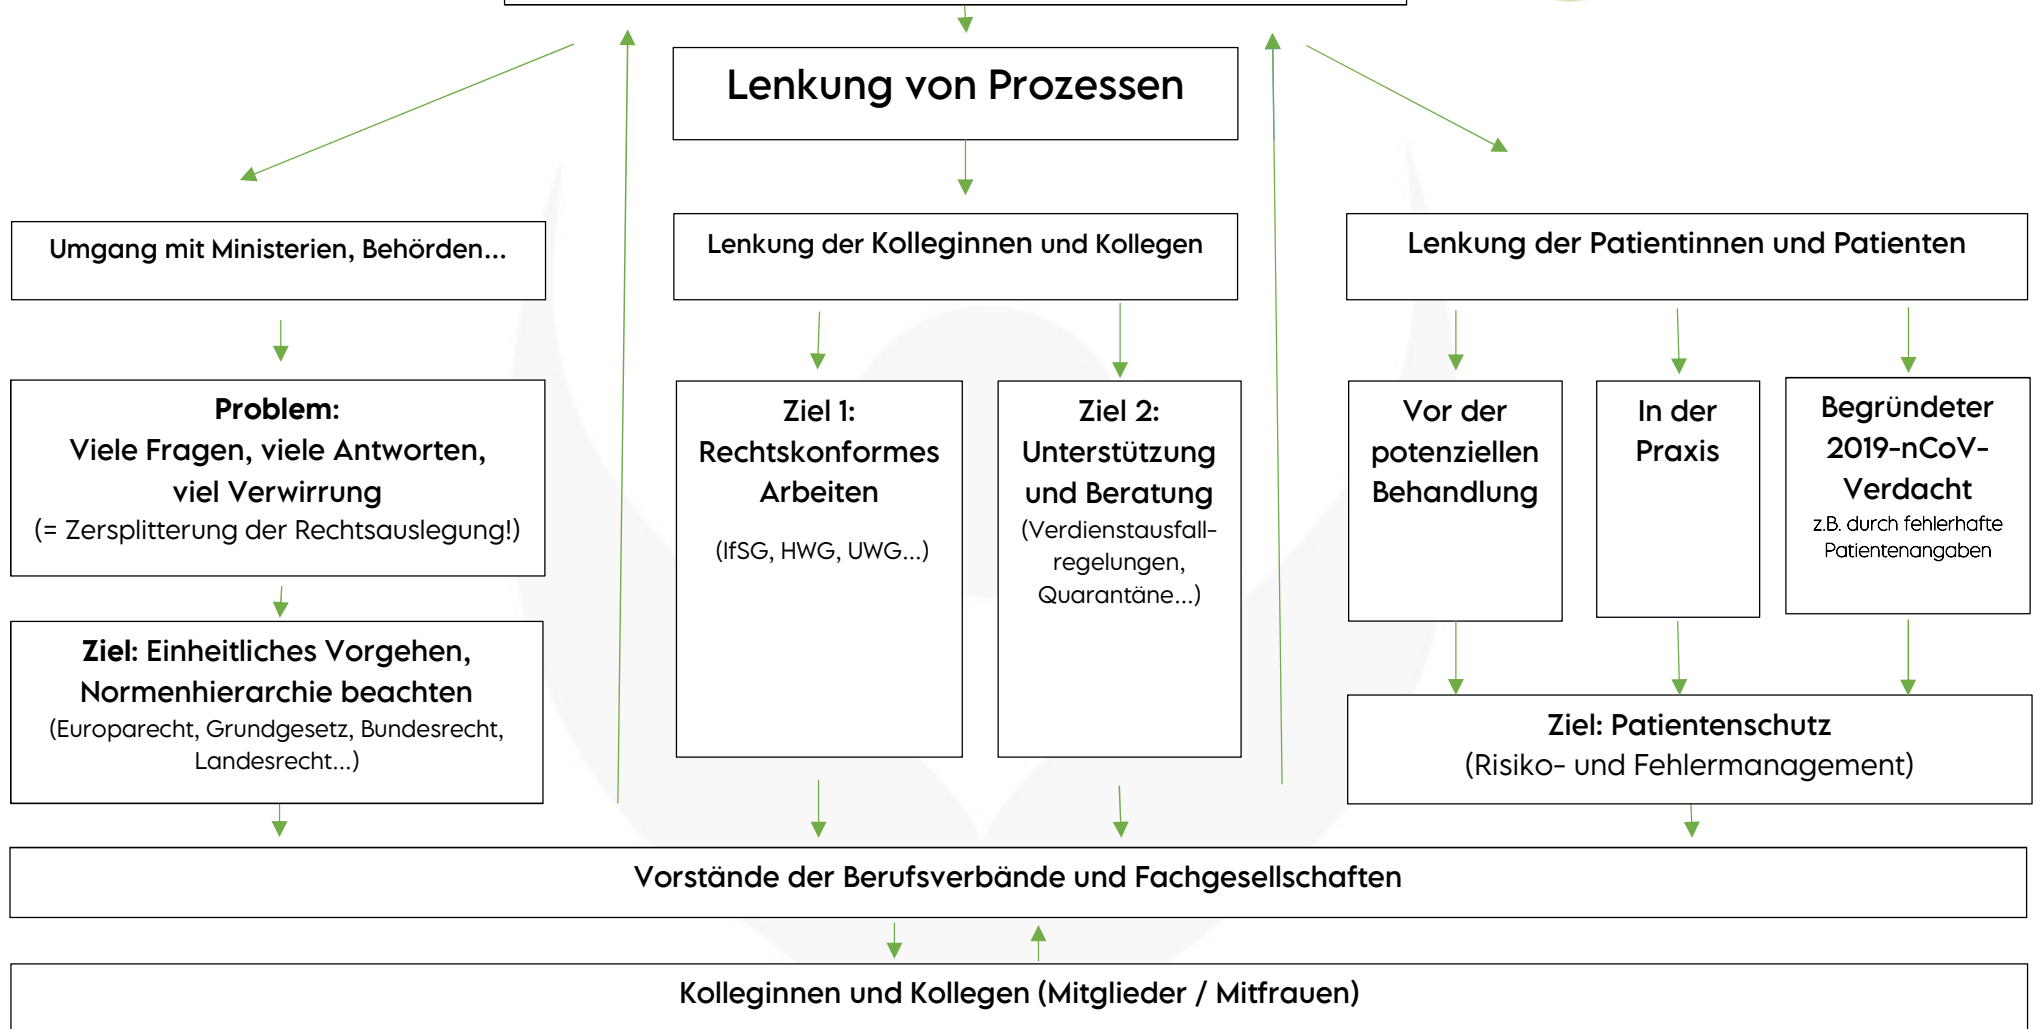 Lenkung von Prozessen
Umgang mit Ministerien, Behörden...
Lenkung der Kolleginnen und Kollegen
Lenkung der Patientinnen und Patienten
Problem:
Viele Fragen, viele Antworten,
viel Verwirrung
(= Zersplitterung der Rechtsauslegung!)
Ziel: Einheitliches Vorgehen,
Normenhierarchie beachten
(Europarecht, Grundgesetz, Bundesrecht,
Landesrecht...)
Ziel 1:
Rechtskonformes
Arbeiten
(IfSG, HWG, UWG...)
Ziel 2:
Unterstützung
und Beratung
(Verdienstausfall-
regelungen,
Quarantäne...)
Vor der
potenziellen
Behandlung
In der
Praxis
Begründeter
2019-nCoV-
Verdacht
z.B. durch fehlerhafte
Patientenangaben
Ziel: Patientenschutz
(Risiko- und Fehlermanagement)
Vorstände der Berufsverbände und Fachgesellschaften
Kolleginnen und Kollegen (Mitglieder / Mitfrauen)